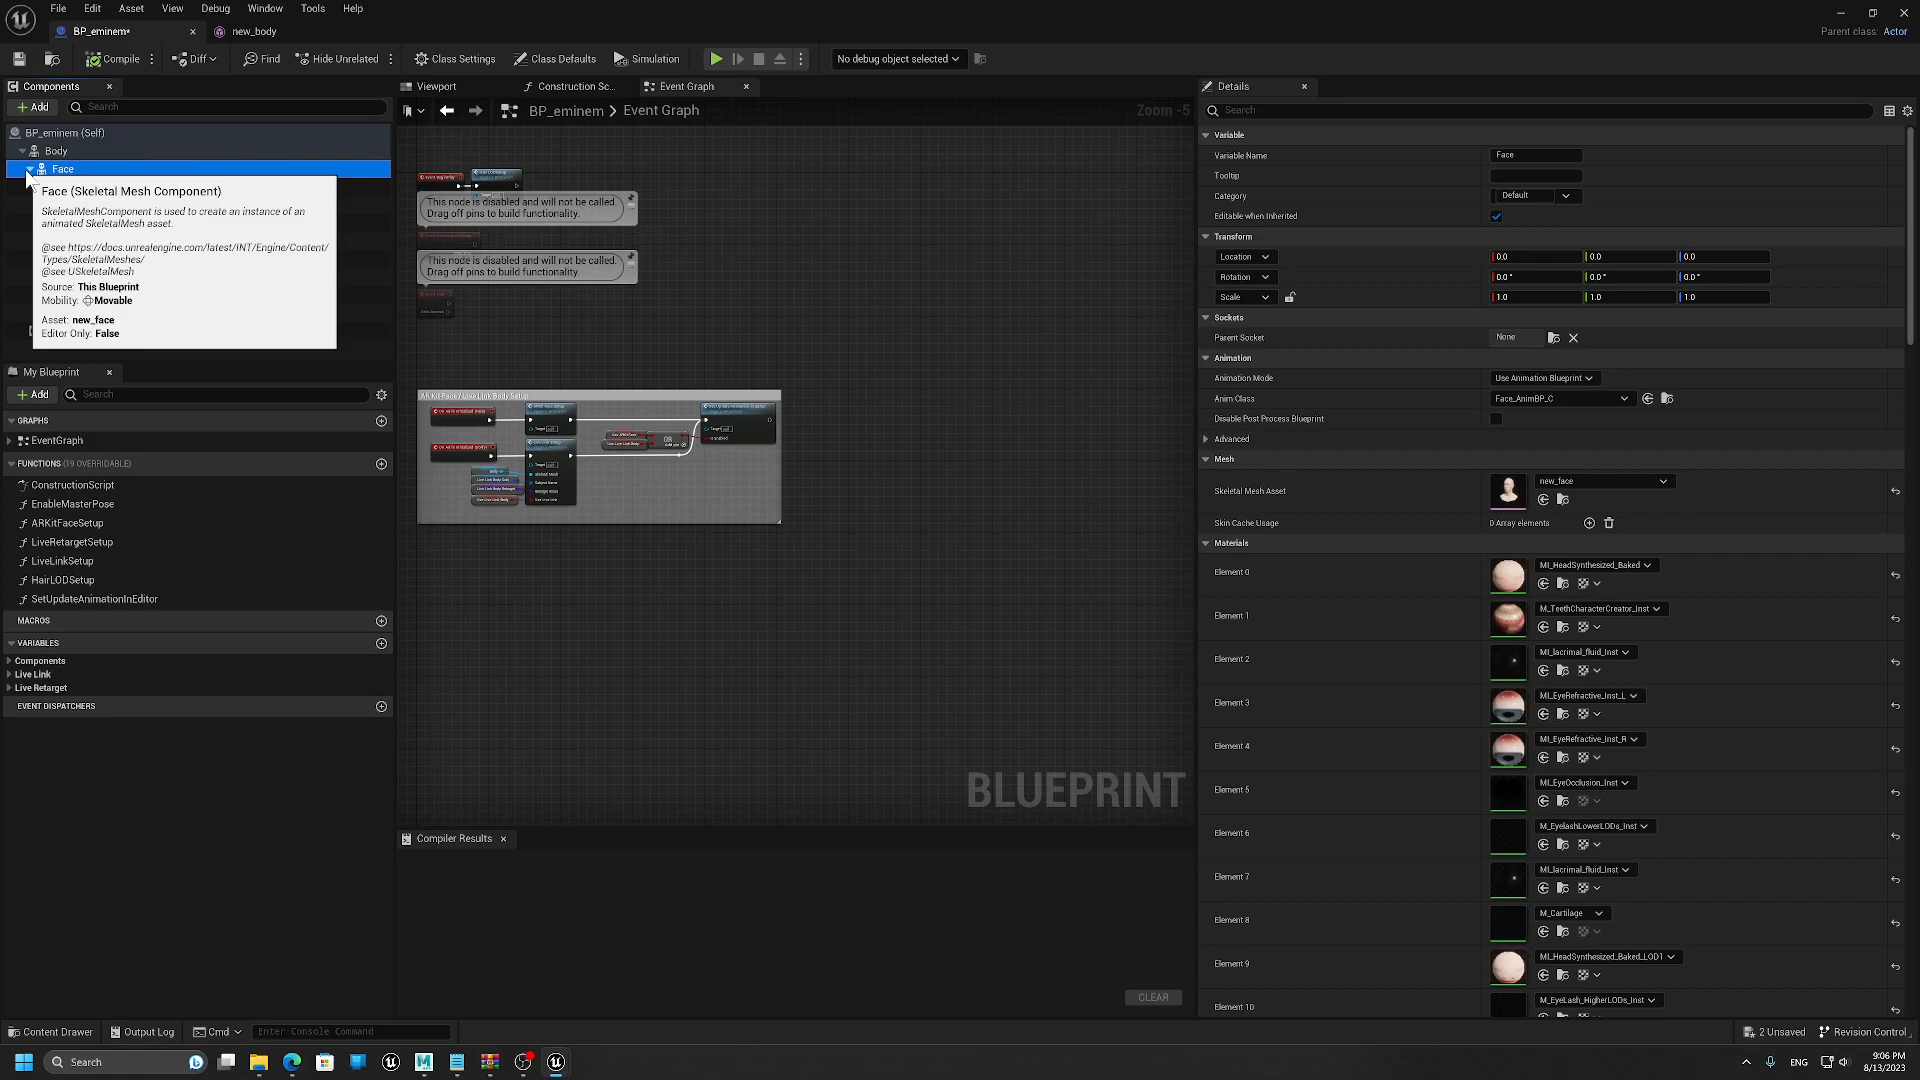 File Edit Asset View Debug Window Tools Help
BP_eminem* new_body
Parent class: Actor
Compile Diff Find Hide Unrelated Class Settings Class Defaults Simulation No debug object selected
Components
Add Search
BP_eminem (Self)
Body
Face
Face (Skeletal Mesh Component)
SkeletalMeshComponent is used to create an instance of an
animated SkeletalMesh asset.
@see https://docs.unrealengine.com/latest/INT/Engine/Content/
Types/SkeletalMeshes/
@see USkeletalMesh
Source: This Blueprint
Mobility: Movable
Asset: new_face
Editor Only: False
My Blueprint
Add Search
GRAPHS
EventGraph
FUNCTIONS (19 OVERRIDABLE)
ConstructionScript
EnableMasterPose
ARKitFaceSetup
LiveRetargetSetup
LiveLinkSetup
HairLODSetup
SetUpdateAnimationInEditor
MACROS
VARIABLES
Components
Live Link
Live Retarget
EVENT DISPATCHERS
Viewport Construction Sc... Event Graph
BP_eminem > Event Graph
Zoom -5
This node is disabled and will not be called.
Drag off pins to build functionality.
This node is disabled and will not be called.
Drag off pins to build functionality.
AR Kit Face / Live Link Body Setup
OR
BLUEPRINT
Compiler Results
CLEAR
Details
Search
Variable
Variable Name Face
Tooltip
Category Default
Editable when Inherited
Transform
Location 0.0 0.0 0.0
Rotation 0.0 ° 0.0 ° 0.0 °
Scale 1.0 1.0 1.0
Sockets
Parent Socket None
Animation
Animation Mode Use Animation Blueprint
Anim Class Face_AnimBP_C
Disable Post Process Blueprint
Advanced
Mesh
Skeletal Mesh Asset new_face
Skin Cache Usage 0 Array elements
Materials
Element 0 MI_HeadSynthesized_Baked
Element 1 M_TeethCharacterCreator_Inst
Element 2 MI_lacrimal_fluid_Inst
Element 3 MI_EyeRefractive_Inst_L
Element 4 MI_EyeRefractive_Inst_R
Element 5 MI_EyeOcclusion_Inst
Element 6 M_EyelashLowerLODs_Inst
Element 7 MI_lacrimal_fluid_Inst
Element 8 M_Cartilage
Element 9 MI_HeadSynthesized_Baked_LOD1
Element 10 M_EyeLash_HigherLODs_Inst
Content Drawer Output Log Cmd Enter Console Command
2 Unsaved Revision Control
Search
ENG
9:06 PM
8/13/2023